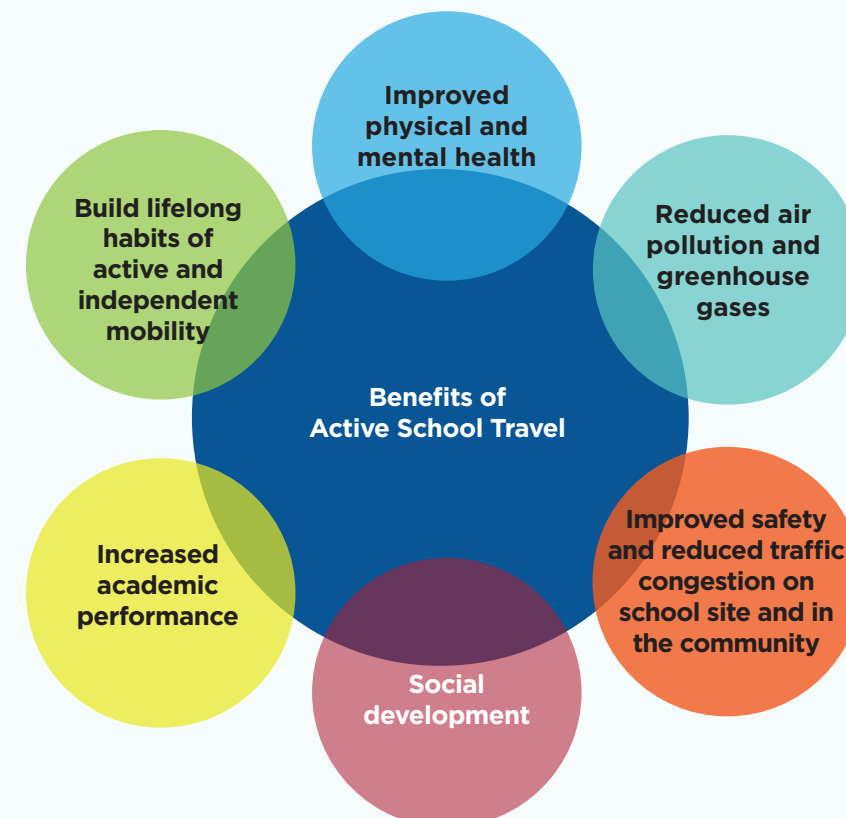 Improved
physical and
mental health
Build lifelong
habits of
active and
independent
mobility
Reduced air
pollution and
greenhouse
gases
Benefits of
Active School Travel
Increased
academic
performance
Improved safety
and reduced traffic
congestion on
school site and in
the community
Social
development